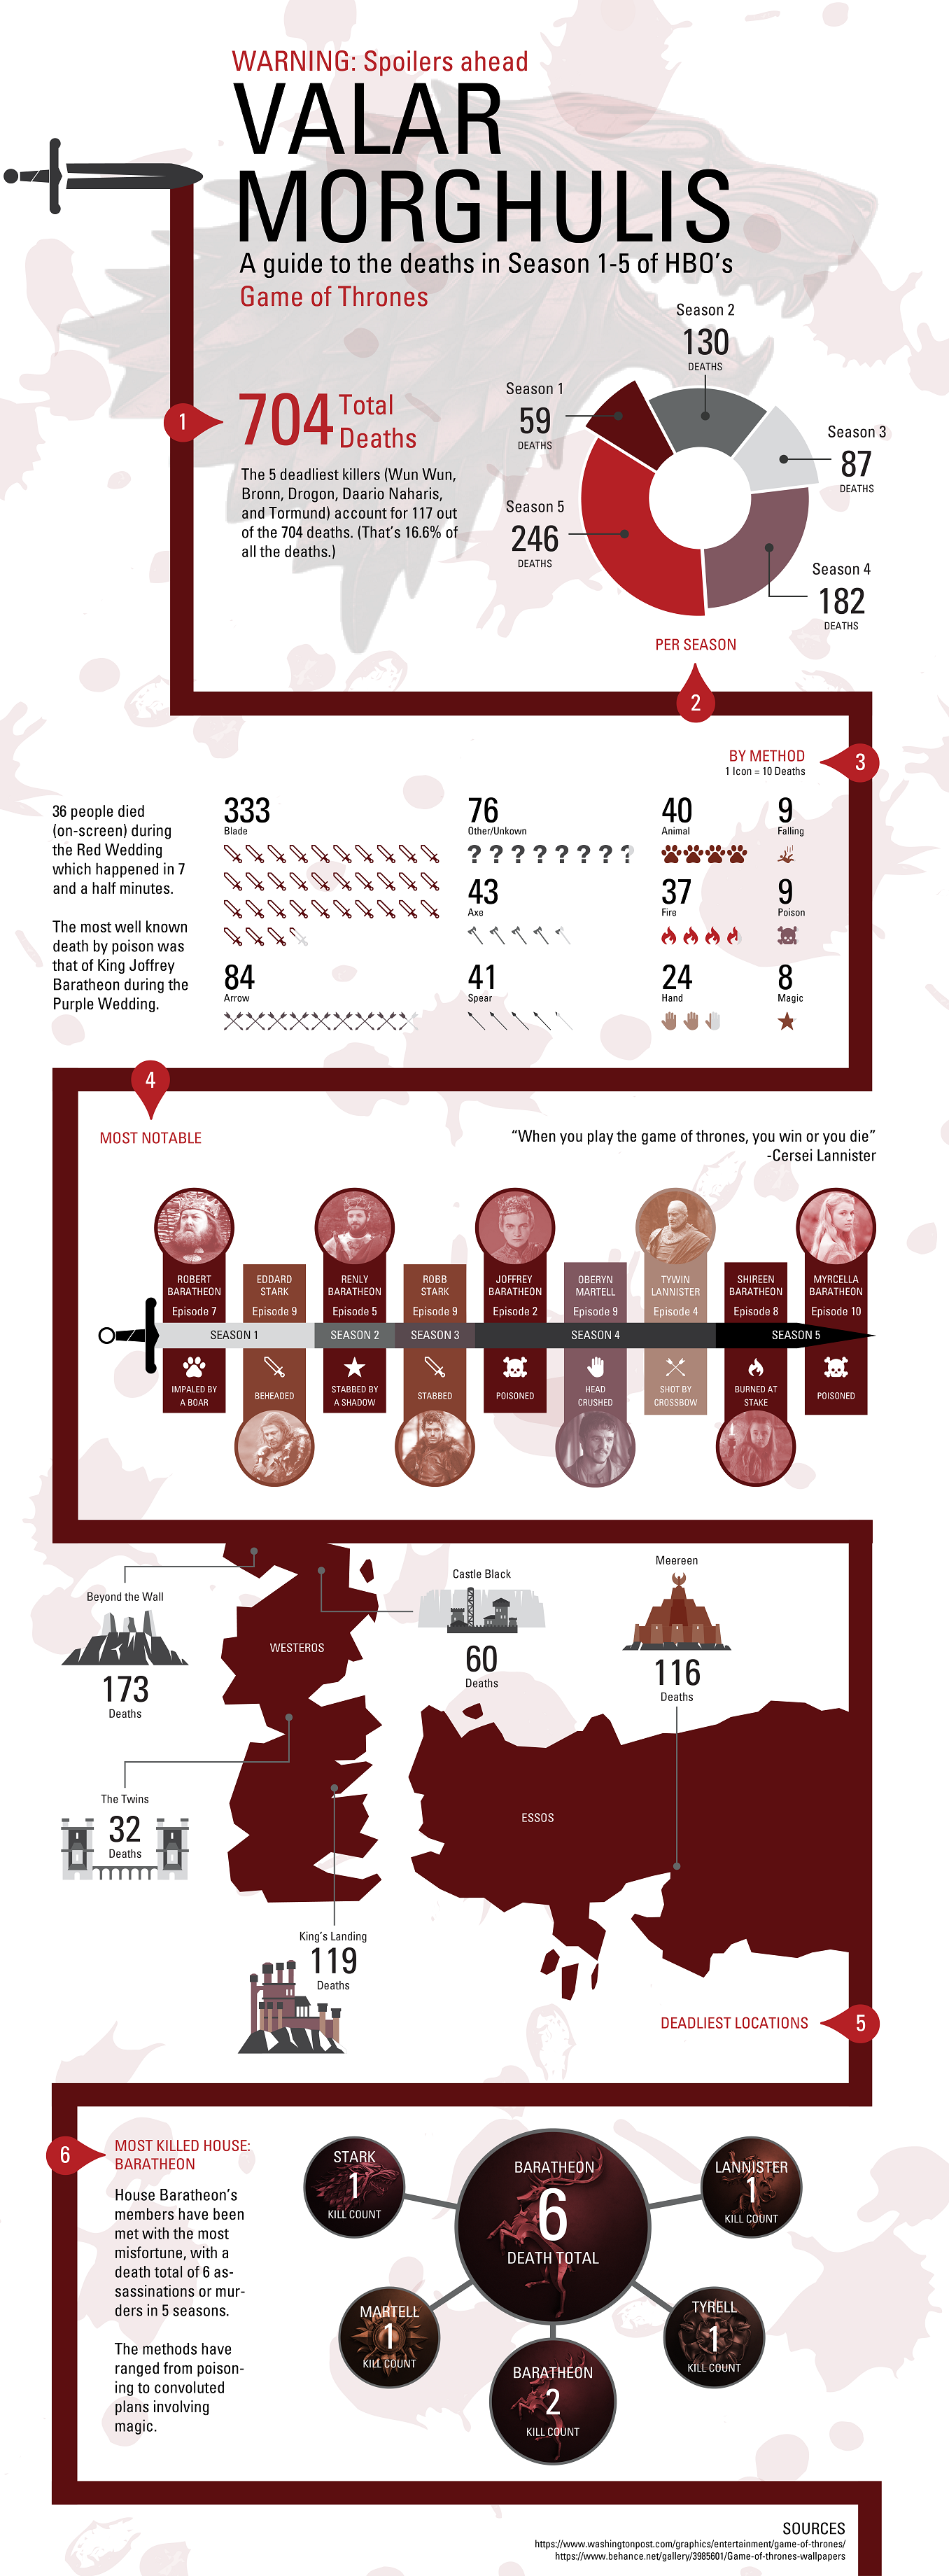 WARNING: Spoilers ahead
VALAR
MORGHULIS
A guide to the deaths in Season 1-5 of HBO's
Game of Thrones
1
704 Total
Deaths
The 5 deadliest killers (Wun Wun,
Bronn, Drogon, Daario Naharis,
and Tormund) account for 117 out
of the 704 deaths. (That's 16.6% of
all the deaths.)
Season 1
59
DEATHS
Season 2
130
DEATHS
Season 3
87
DEATHS
Season 5
246
DEATHS
Season 4
182
DEATHS
PER SEASON
2
BY METHOD
1 Icon = 10 Deaths
3
36 people died
(on-screen) during
the Red Wedding
which happened in 7
and a half minutes.
The most well known
death by poison was
that of King Joffrey
Baratheon during the
Purple Wedding.
333
Blade
84
Arrow
76
Other/Unkown
? ? ? ? ? ? ? ?
43
Axe
41
Spear
40
Animal
37
Fire
24
Hand
9
Falling
9
Poison
8
Magic
4
MOST NOTABLE
“When you play the game of thrones, you win or you die”
-Cersei Lannister
ROBERT
BARATHEON
Episode 7
EDDARD
STARK
Episode 9
RENLY
BARATHEON
Episode 5
ROBB
STARK
Episode 9
JOFFREY
BARATHEON
Episode 2
OBERYN
MARTELL
Episode 9
TYWIN
LANNISTER
Episode 4
SHIREEN
BARATHEON
Episode 8
MYRCELLA
BARATHEON
Episode 10
SEASON 1
SEASON 2
SEASON 3
SEASON 4
SEASON 5
IMPALED BY
A BOAR
BEHEADED
STABBED BY
A SHADOW
STABBED
POISONED
HEAD
CRUSHED
SHOT BY
CROSSBOW
BURNED AT
STAKE
POISONED
Beyond the Wall
173
Deaths
WESTEROS
Castle Black
60
Deaths
Meereen
116
Deaths
The Twins
32
Deaths
ESSOS
King's Landing
119
Deaths
DEADLIEST LOCATIONS
5
6
MOST KILLED HOUSE:
BARATHEON
House Baratheon's
members have been
met with the most
misfortune, with a
death total of 6 as-
sassinations or mur-
ders in 5 seasons.
The methods have
ranged from poison-
ing to convoluted
plans involving
magic.
STARK
1
KILL COUNT
BARATHEON
6
DEATH TOTAL
LANNISTER
1
KILL COUNT
MARTELL
1
KILL COUNT
TYRELL
1
KILL COUNT
BARATHEON
2
KILL COUNT
SOURCES
https://www.washingtonpost.com/graphics/entertainment/game-of-thrones/
https://www.behance.net/gallery/3985601/Game-of-thrones-wallpapers